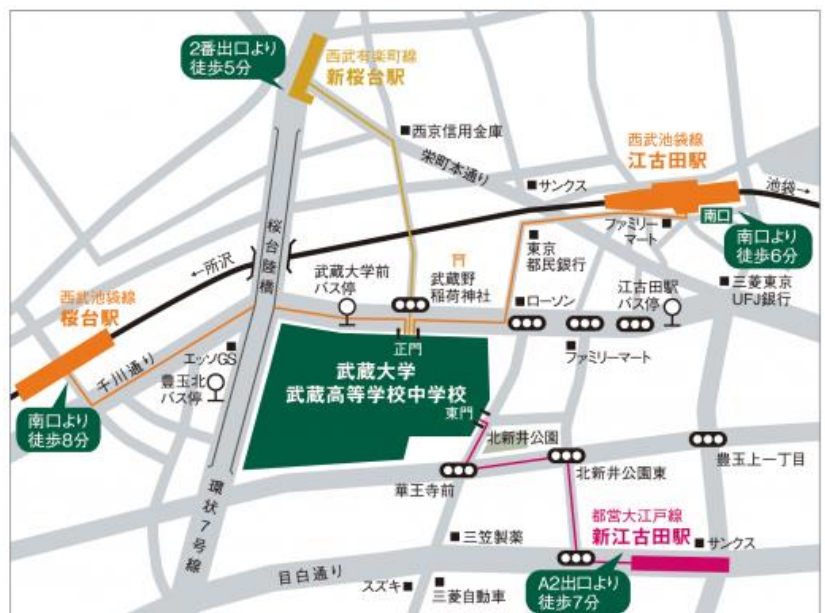 2番出口より
徒歩5分
西武有楽町線
新桜台駅
西京信用金庫
栄町本通り
サンクス
西武池袋線
江古田駅
池袋→
南口
南口より
徒歩6分
ファミリー
マート
東京
都民銀行
三菱東京
UFJ銀行
桜台陸橋
←所沢
武蔵大学前
バス停
武蔵野
稲荷神社
ローソン
江古田駅
バス停
西武池袋線
桜台駅
千川通り
エッソGS
豊玉北
バス停
南口より
徒歩8分
正門
武蔵大学
武蔵高等学校中学校
東門
ファミリーマート
北新井公園
華王寺前
北新井公園東
豊玉上一丁目
環状7号線
都営大江戸線
新江古田駅
サンクス
三笠製薬
目白通り
スズキ
三菱自動車
A2出口より
徒歩7分